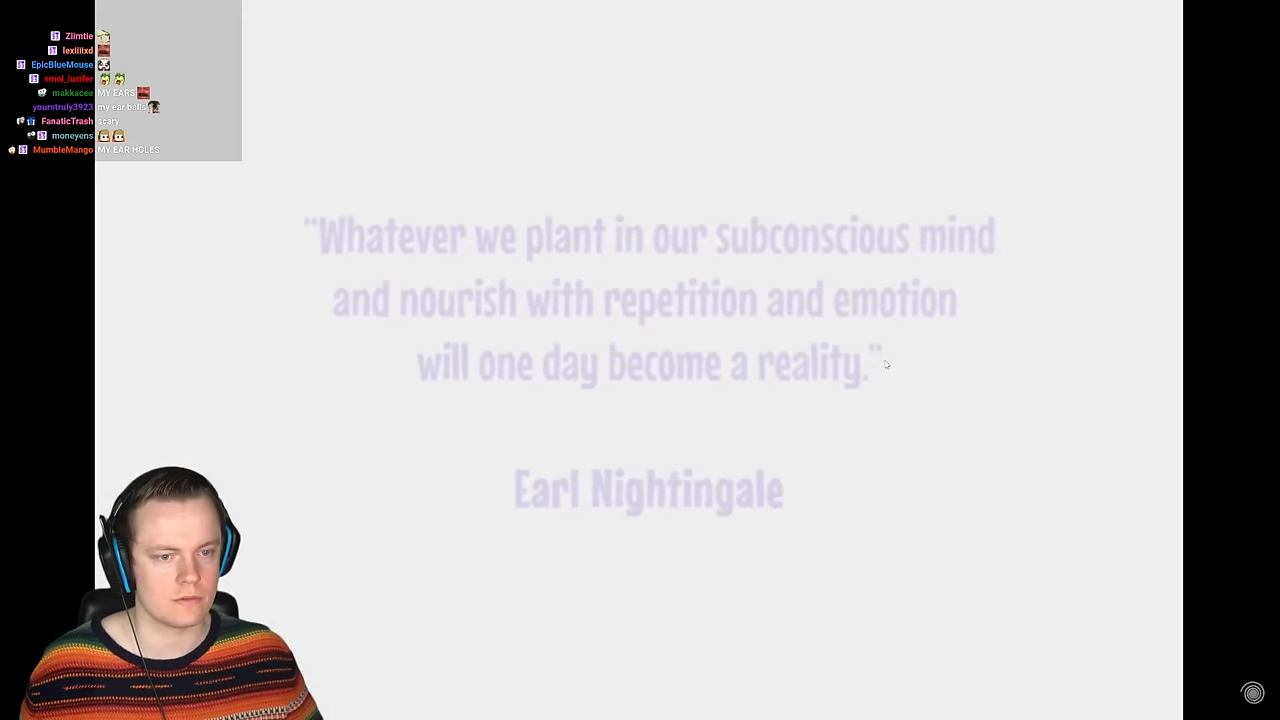 Zlimtie
lexiiiixd
EpicBlueMouse
smol_lucifer
makkacee MY EARS
yourstruly3923 my ear balls
FanaticTrash scary
moneyens
MumbleMango MY EAR HOLES
“Whatever we plant in our subconscious mind
and nourish with repetition and emotion
will one day become a reality.”
Earl Nightingale